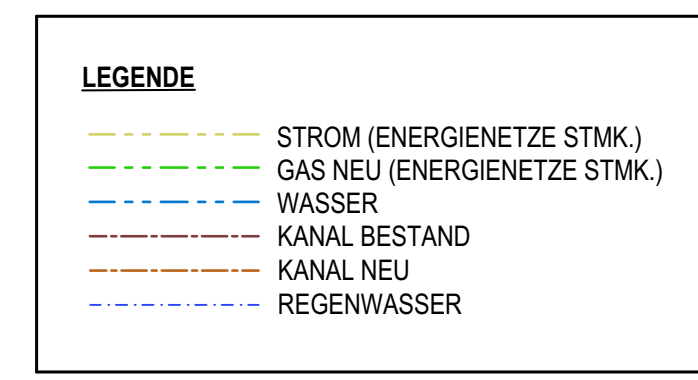 LEGENDE
STROM (ENERGIENETZE STMK.)
GAS NEU (ENERGIENETZE STMK.)
WASSER
KANAL BESTAND
KANAL NEU
REGENWASSER